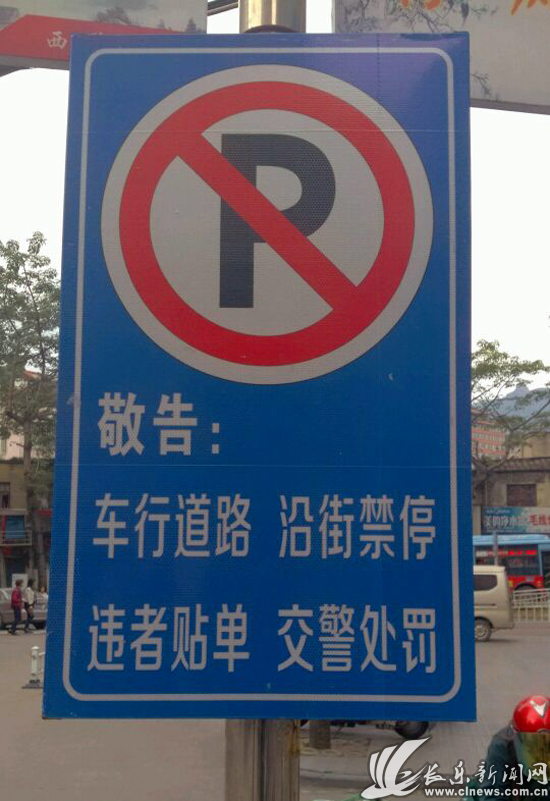 P
敬告：
车行道路 沿街禁停
违者贴单 交警处罚
长乐新闻网
www.clnews.com.cn